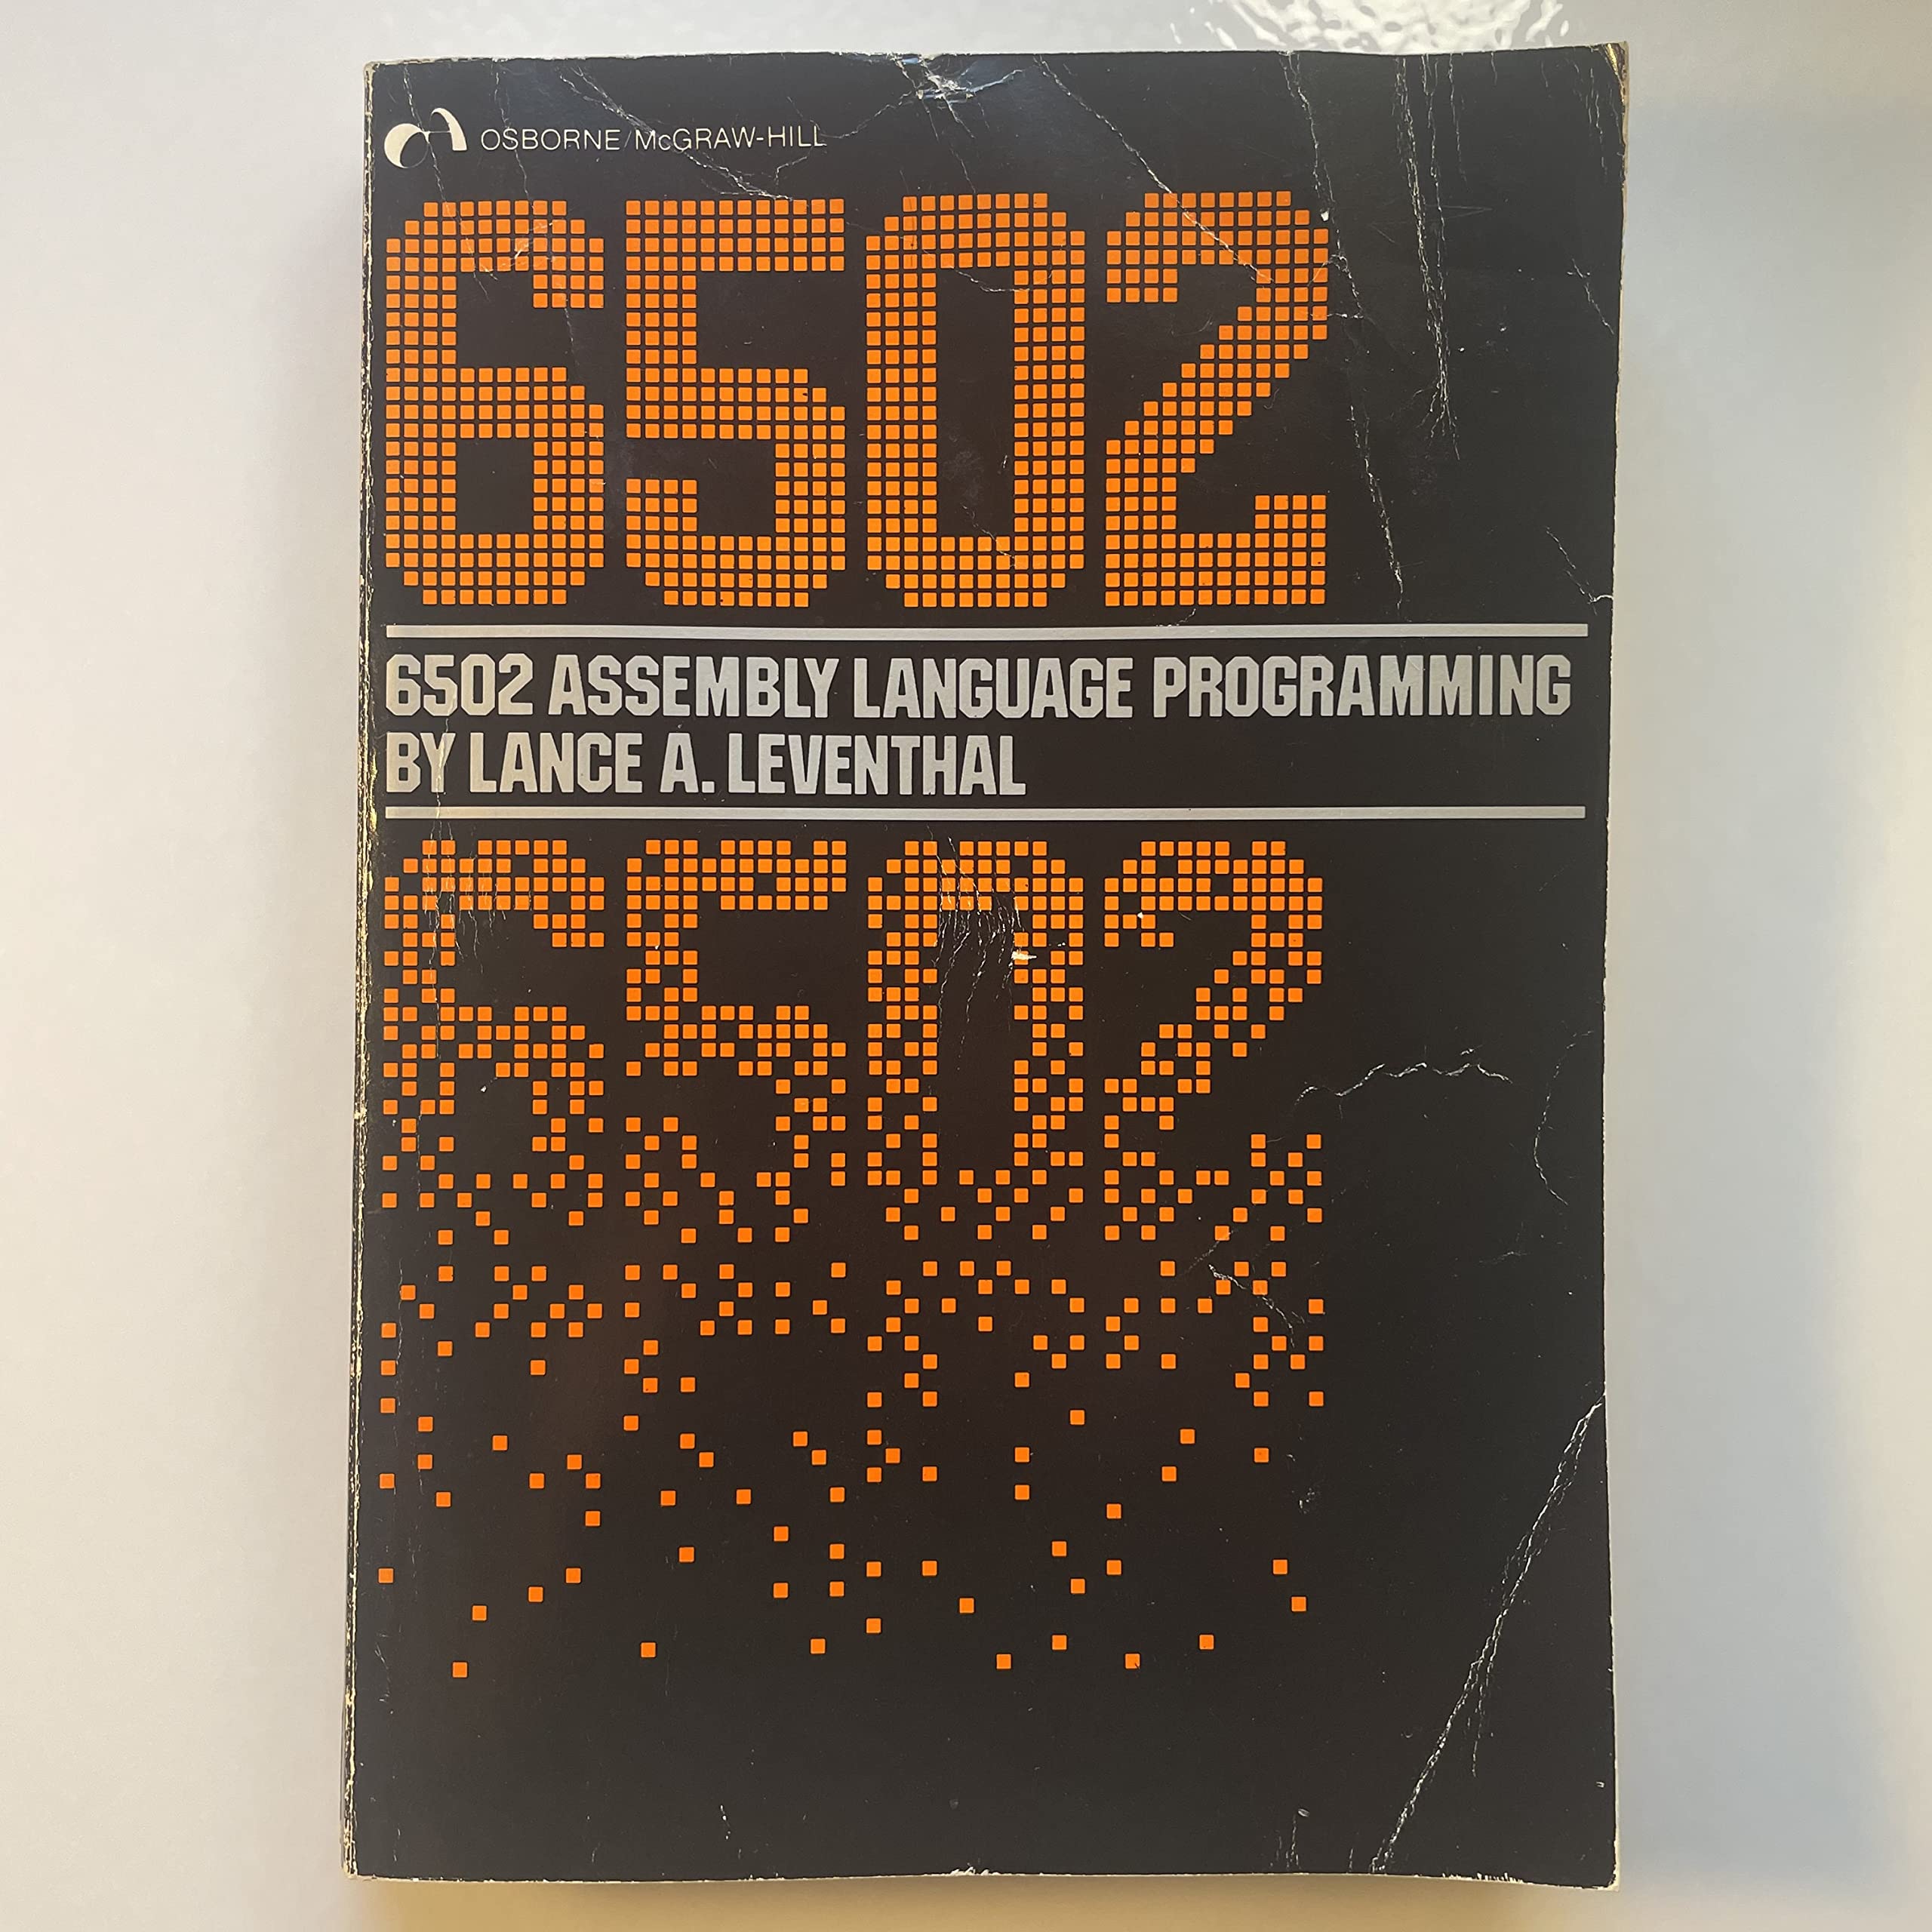 OSBORNE/McGRAW-HILL
6502
6502 ASSEMBLY LANGUAGE PROGRAMMING
BY LANCE A. LEVENTHAL
6502